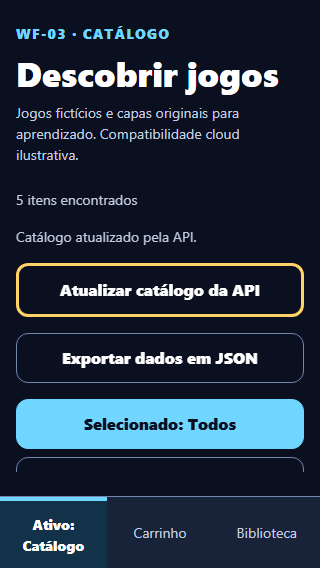 WF-03 · CATÁLOGO
Descobrir jogos
Jogos fictícios e capas originais para
aprendizado. Compatibilidade cloud
ilustrativa.
5 itens encontrados
Catálogo atualizado pela API.
Atualizar catálogo da API
Exportar dados em JSON
Selecionado: Todos
Ativo:
Catálogo
Carrinho
Biblioteca